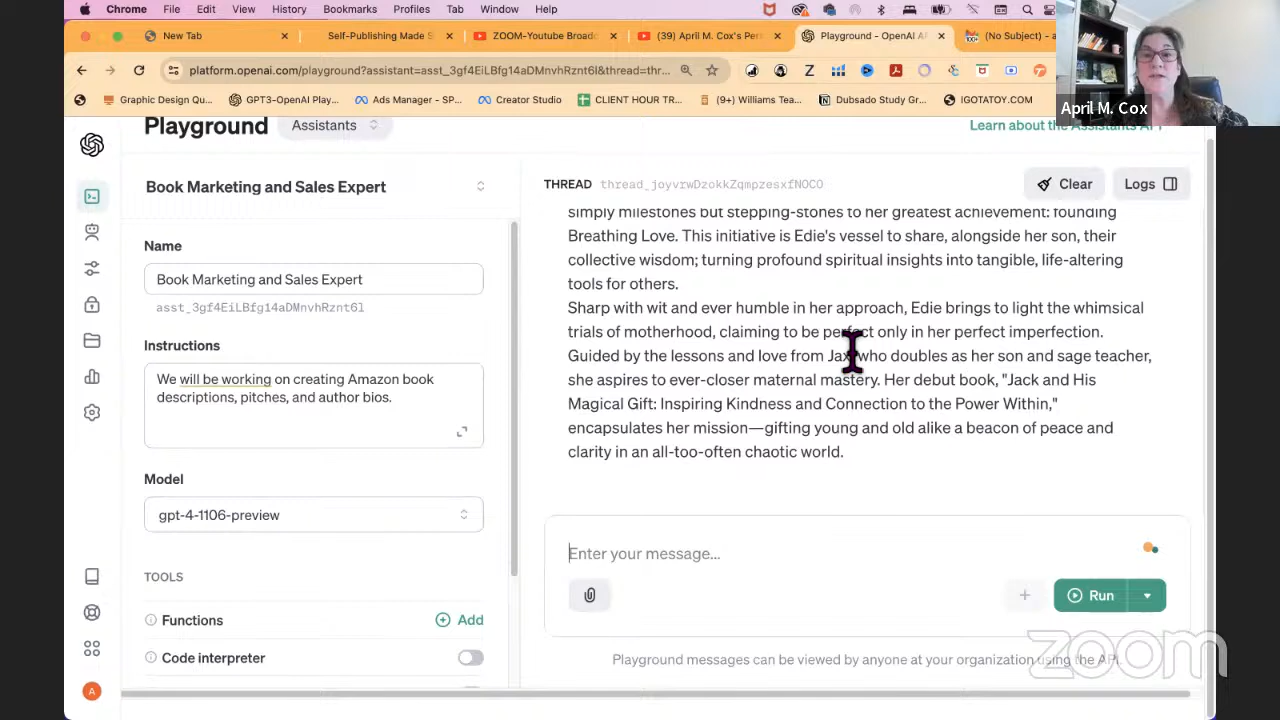 Chrome File Edit View History Bookmarks Profiles Tab Window Help
New Tab
Self-Publishing Made S
ZOOM-Youtube Broad
(39) April M. Cox's Per
Playground - OpenAI A
(No Subject) - a
platform.openai.com/playground?assistant=asst_3gf4EiLBfg14aDMnvhRznt6l&thread=thr...
Graphic Design Qu...
GPT3-OpenAI Play...
Ads Manager - SP...
Creator Studio
CLIENT HOUR TR...
(9+) Williams Tea...
Dubsado Study Gr...
IGOTATOY.COM
April M. Cox
Playground
Assistants
Learn about the Assistants API
Book Marketing and Sales Expert
Name
Book Marketing and Sales Expert
asst_3gf4EiLBfg14aDMnvhRznt6l
Instructions
We will be working on creating Amazon book
descriptions, pitches, and author bios.
Model
gpt-4-1106-preview
TOOLS
Functions
Add
Code interpreter
A
THREAD thread_joyvrwDzokkZqmpzesxfNOCO
Clear
Logs
simply milestones but stepping-stones to her greatest achievement: founding
Breathing Love. This initiative is Edie's vessel to share, alongside her son, their
collective wisdom; turning profound spiritual insights into tangible, life-altering
tools for others.
Sharp with wit and ever humble in her approach, Edie brings to light the whimsical
trials of motherhood, claiming to be perfect only in her perfect imperfection.
Guided by the lessons and love from Jax who doubles as her son and sage teacher,
she aspires to ever-closer maternal mastery. Her debut book, "Jack and His
Magical Gift: Inspiring Kindness and Connection to the Power Within,"
encapsulates her mission—gifting young and old alike a beacon of peace and
clarity in an all-too-often chaotic world.
Enter your message...
Run
Playground messages can be viewed by anyone at your organization using the API.
zoom